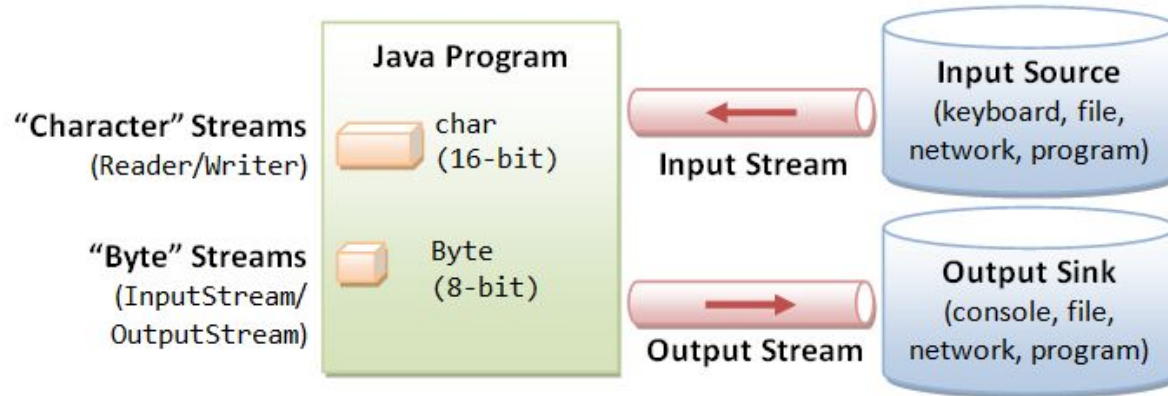 “Character” Streams
(Reader/Writer)
“Byte” Streams
(InputStream/
OutputStream)
Java Program
char
(16-bit)
Byte
(8-bit)
Input Stream
Output Stream
Input Source
(keyboard, file,
network, program)
Output Sink
(console, file,
network, program)